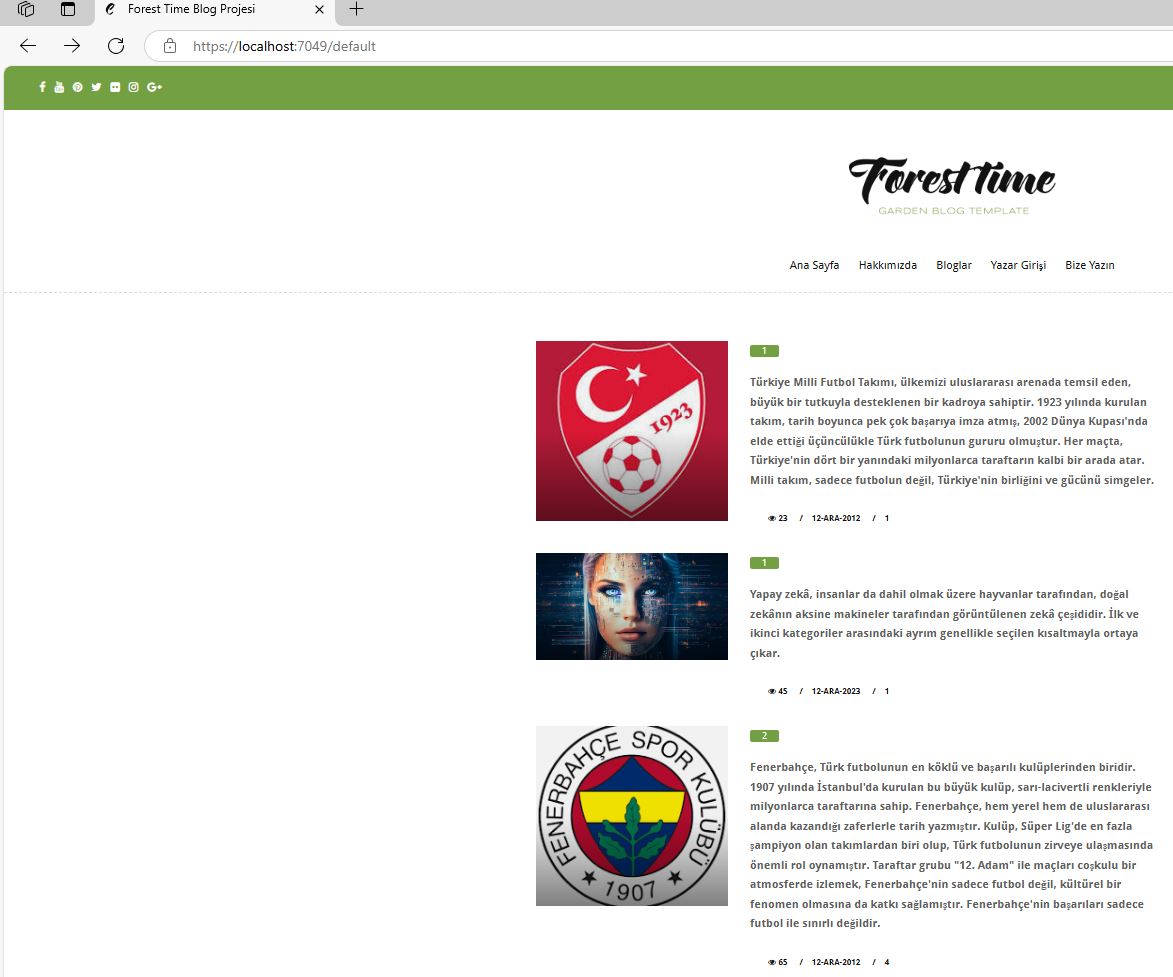 Forest Time Blog Projesi
https://localhost:7049/default
Forest time
GARDEN BLOG TEMPLATE
Ana Sayfa Hakkımızda Bloglar Yazar Girişi Bize Yazın
1923
1
Türkiye Milli Futbol Takımı, ülkemizi uluslararası arenada temsil eden,
büyük bir tutkuyla desteklenen bir kadroya sahiptir. 1923 yılında kurulan
takım, tarih boyunca pek çok başarıya imza atmış, 2002 Dünya Kupası'nda
elde ettiği üçüncülükle Türk futbolunun gururu olmuştur. Her maçta,
Türkiye'nin dört bir yanındaki milyonlarca taraftarın kalbi bir arada atar.
Milli takım, sadece futbolun değil, Türkiye'nin birliğini ve gücünü simgeler.
23 / 12-ARA-2012 / 1
1
Yapay zekâ, insanlar da dahil olmak üzere hayvanlar tarafından, doğal
zekânın aksine makineler tarafından görüntülenen zekâ çeşididir. İlk ve
ikinci kategoriler arasındaki ayrım genellikle seçilen kısaltmayla ortaya
çıkar.
45 / 12-ARA-2023 / 1
FENERBAHÇE SPOR KULÜBÜ
1907
2
Fenerbahçe, Türk futbolunun en köklü ve başarılı kulüplerinden biridir.
1907 yılında İstanbul'da kurulan bu büyük kulüp, sarı-lacivertli renkleriyle
milyonlarca taraftarına sahip. Fenerbahçe, hem yerel hem de uluslararası
alanda kazandığı zaferlerle tarih yazmıştır. Kulüp, Süper Lig'de en fazla
şampiyon olan takımlardan biri olup, Türk futbolunun zirveye ulaşmasında
önemli rol oynamıştır. Taraftar grubu "12. Adam" ile maçları coşkulu bir
atmosferde izlemek, Fenerbahçe'nin sadece futbol değil, kültürel bir
fenomen olmasına da katkı sağlamıştır. Fenerbahçe'nin başarıları sadece
futbol ile sınırlı değildir.
65 / 12-ARA-2012 / 4